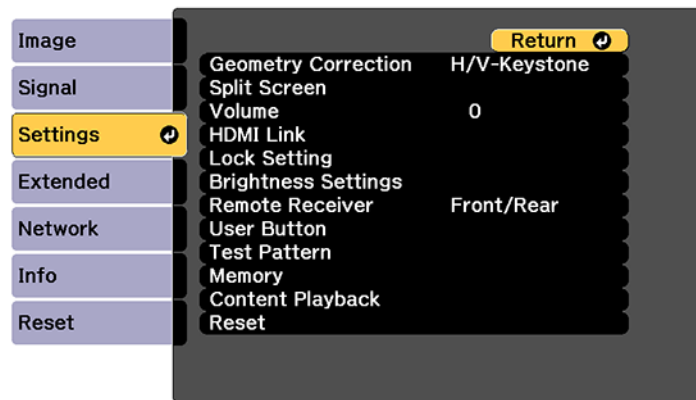 Image
Signal
Settings
Extended
Network
Info
Reset
Return
Geometry Correction H/V-Keystone
Split Screen
Volume 0
HDMI Link
Lock Setting
Brightness Settings
Remote Receiver Front/Rear
User Button
Test Pattern
Memory
Content Playback
Reset